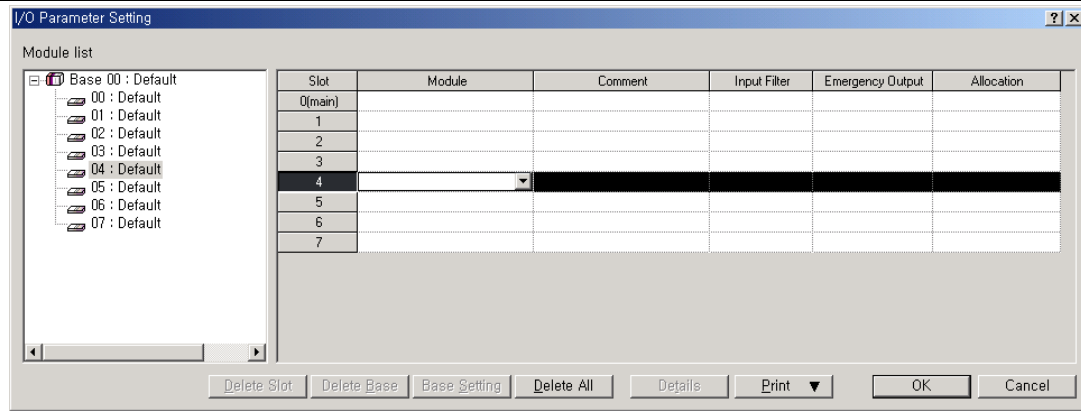 I/O Parameter Setting
Module list
Base 00 : Default
00 : Default
01 : Default
02 : Default
03 : Default
04 : Default
05 : Default
06 : Default
07 : Default
Slot Module Comment Input Filter Emergency Output Allocation
0(main)
1
2
3
4
5
6
7
Delete Slot Delete Base Base Setting Delete All Details Print ▼ OK Cancel